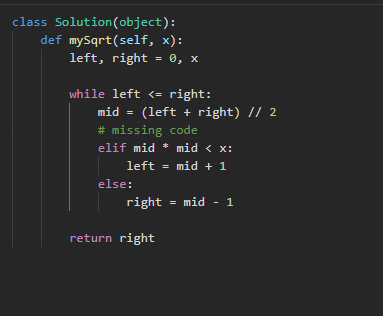 class Solution(object):
    def mySqrt(self, x):
        left, right = 0, x

        while left <= right:
            mid = (left + right) // 2
            # missing code
            elif mid * mid < x:
                left = mid + 1
            else:
                right = mid - 1

        return right